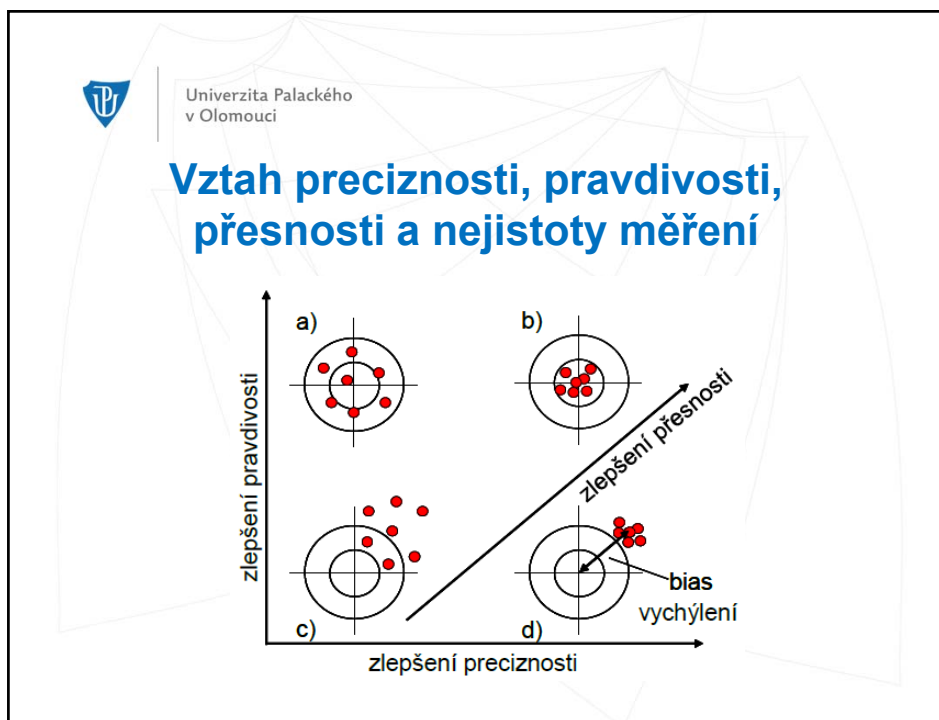 Univerzita Palackého
v Olomouci
Vztah preciznosti, pravdivosti,
přesnosti a nejistoty měření
a)
b)
zlepšení pravdivosti
zlepšení přesnosti
bias
vychýlení
c)
d)
zlepšení preciznosti